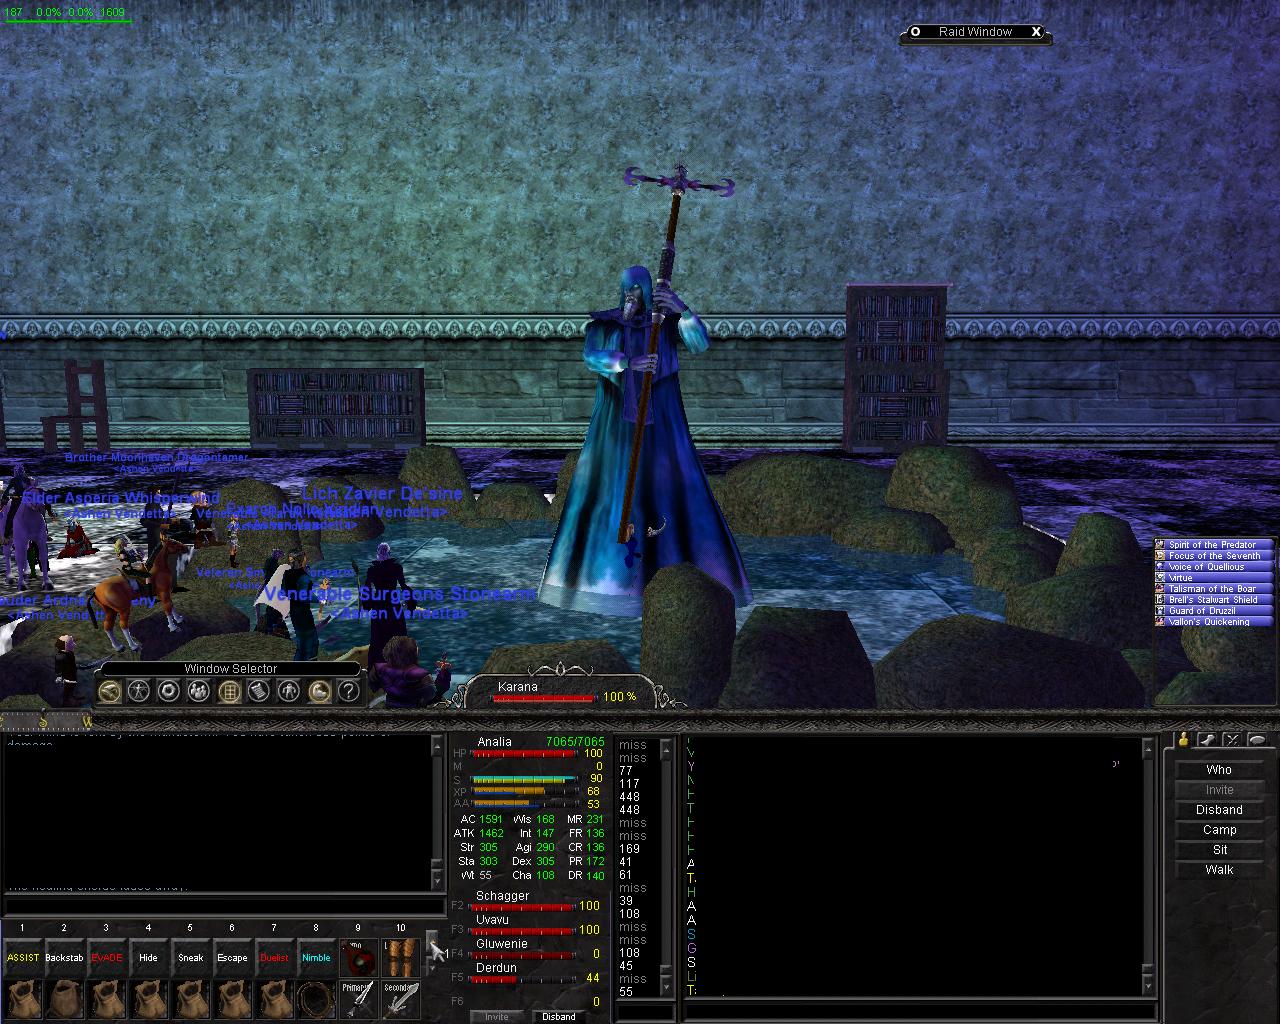 187 0.0% 0.0% 1609
O Raid Window X
Brother Moonhaven Dragontamer
<Ashen Vendetta>
Elder Asperia Whisperwind
<Ashen Vendetta>
Lich Zavier De'sine
<Ashen Vendetta>
Venerable Surgeons Stonearm
<Ashen Vendetta>
Spirit of the Predator
Focus of the Seventh
Voice of Quellious
Virtue
Talisman of the Boar
Brell's Stalwart Shield
Guard of Druzzil
Vallon's Quickening
Window Selector
?
Karana
100 %
damage.
Analia 7065/7065
HP 100
M 0
S 90
XP 68
AA 53
AC 1591 Wis 168 MR 231
ATK 1462 Int 147 FR 136
Str 305 Agi 290 CR 136
Sta 303 Dex 305 PR 172
Wt 55 Cha 108 DR 140
Schagger
F2 100
Uvavu
F3 100
Gluwenie
F4 0
Derdun
F5 44
F6 0
Invite Disband
miss
miss
77
117
448
448
miss
169
41
61
miss
39
108
miss
miss
108
45
miss
55
Who
Invite
Disband
Camp
Sit
Walk
1 2 3 4 5 6 7 8 9 10
ASSIST Backstab EVADE Hide Sneak Escape Duelist Nimble
Primary Seconda